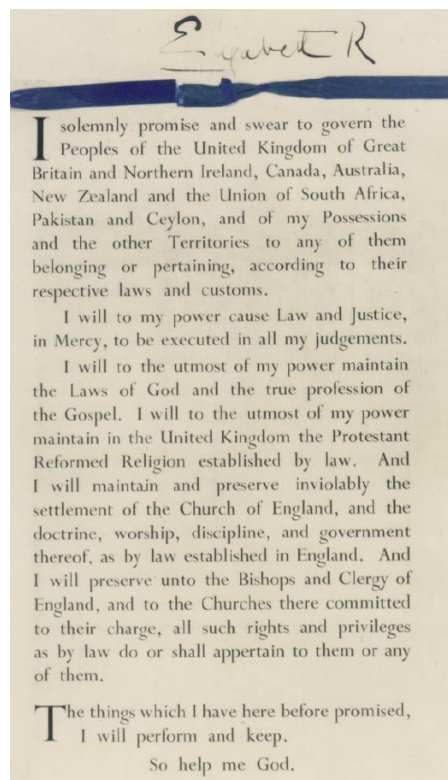 Elizabeth R
I solemnly promise and swear to govern the
Peoples of the United Kingdom of Great
Britain and Northern Ireland, Canada, Australia,
New Zealand and the Union of South Africa,
Pakistan and Ceylon, and of my Possessions
and the other Territories to any of them
belonging or pertaining, according to their
respective laws and customs.
I will to my power cause Law and Justice,
in Mercy, to be executed in all my judgements.
I will to the utmost of my power maintain
the Laws of God and the true profession of
the Gospel. I will to the utmost of my power
maintain in the United Kingdom the Protestant
Reformed Religion established by law. And
I will maintain and preserve inviolably the
settlement of the Church of England, and the
doctrine, worship, discipline, and government
thereof, as by law established in England. And
I will preserve unto the Bishops and Clergy of
England, and to the Churches there committed
to their charge, all such rights and privileges
as by law do or shall appertain to them or any
of them.
The things which I have here before promised,
I will perform and keep.
So help me God.